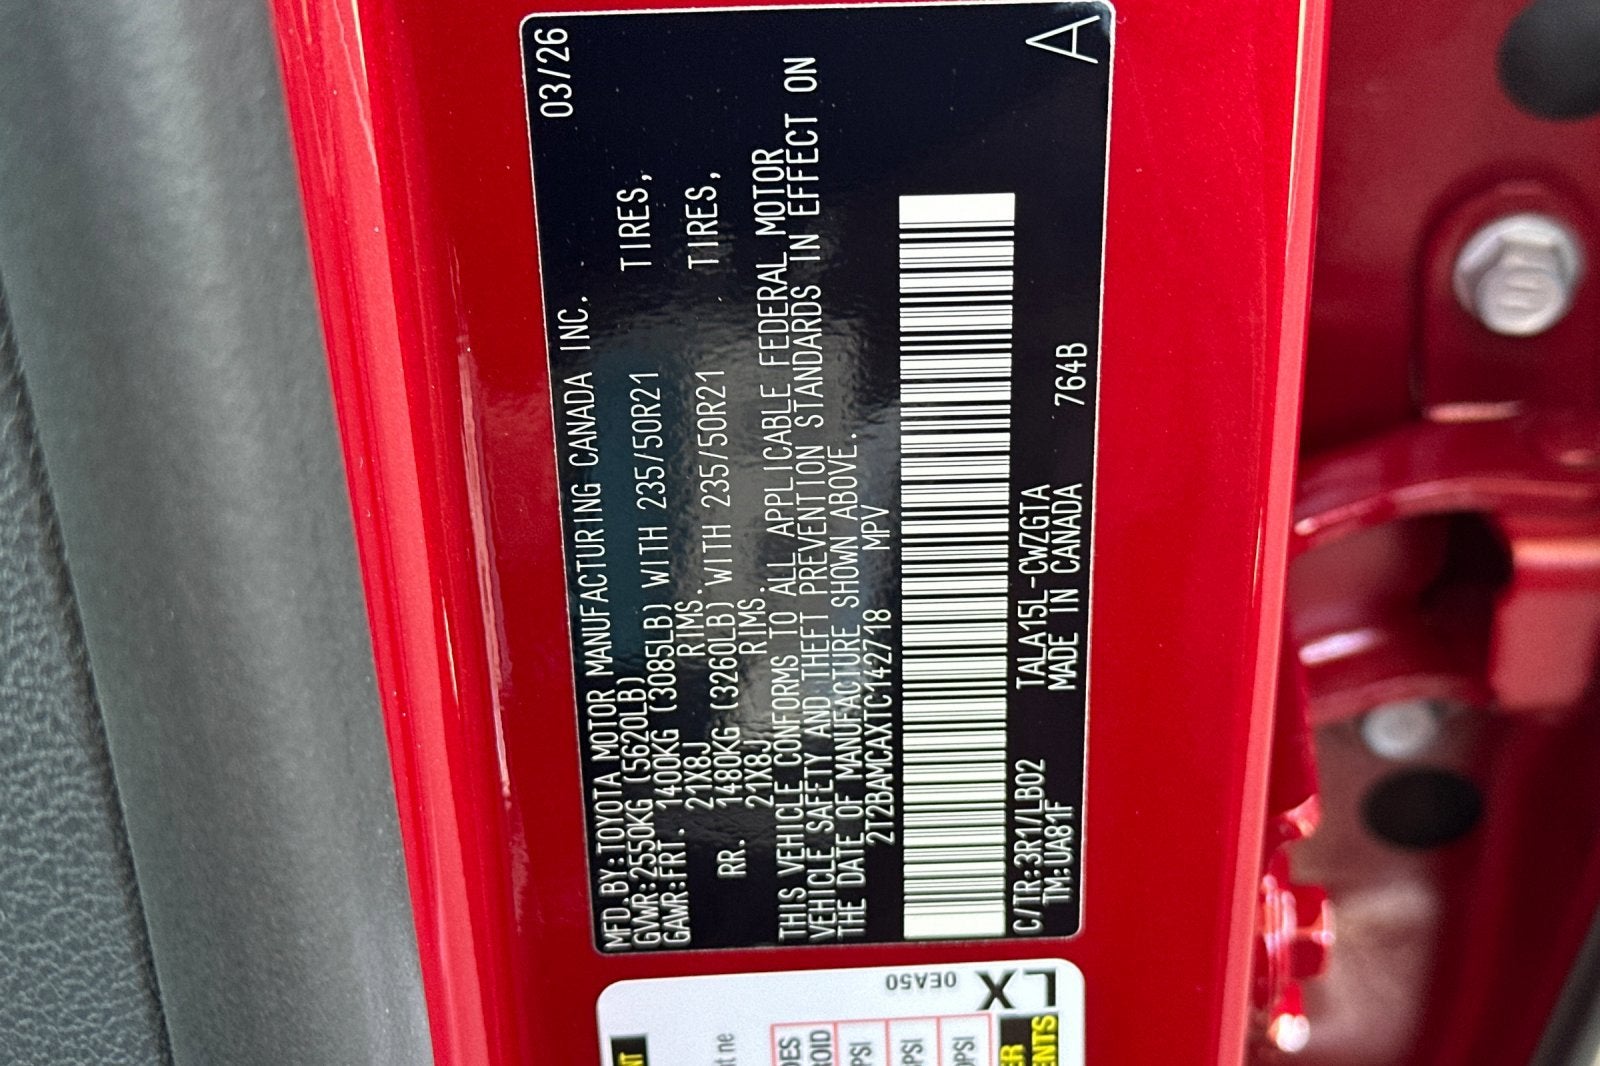 MFD.BY:TOYOTA MOTOR MANUFACTURING CANADA INC. 03/26
GVWR:2550KG (5620LB)
GAWR:FRT. 1400KG (3085LB) WITH 235/50R21 TIRES,
21X8J RIMS.
RR. 1480KG (3260LB) WITH 235/50R21 TIRES,
21X8J RIMS.
THIS VEHICLE CONFORMS TO ALL APPLICABLE FEDERAL MOTOR
VEHICLE SAFETY AND THEFT PREVENTION STANDARDS IN EFFECT ON
THE DATE OF MANUFACTURE SHOWN ABOVE.
2T2BAMCAXTC142718 MPV
C/TR:3R1/LB02 TALA15L-CWZGTA
TM:UA81F MADE IN CANADA 764B
A
LX
0EA50